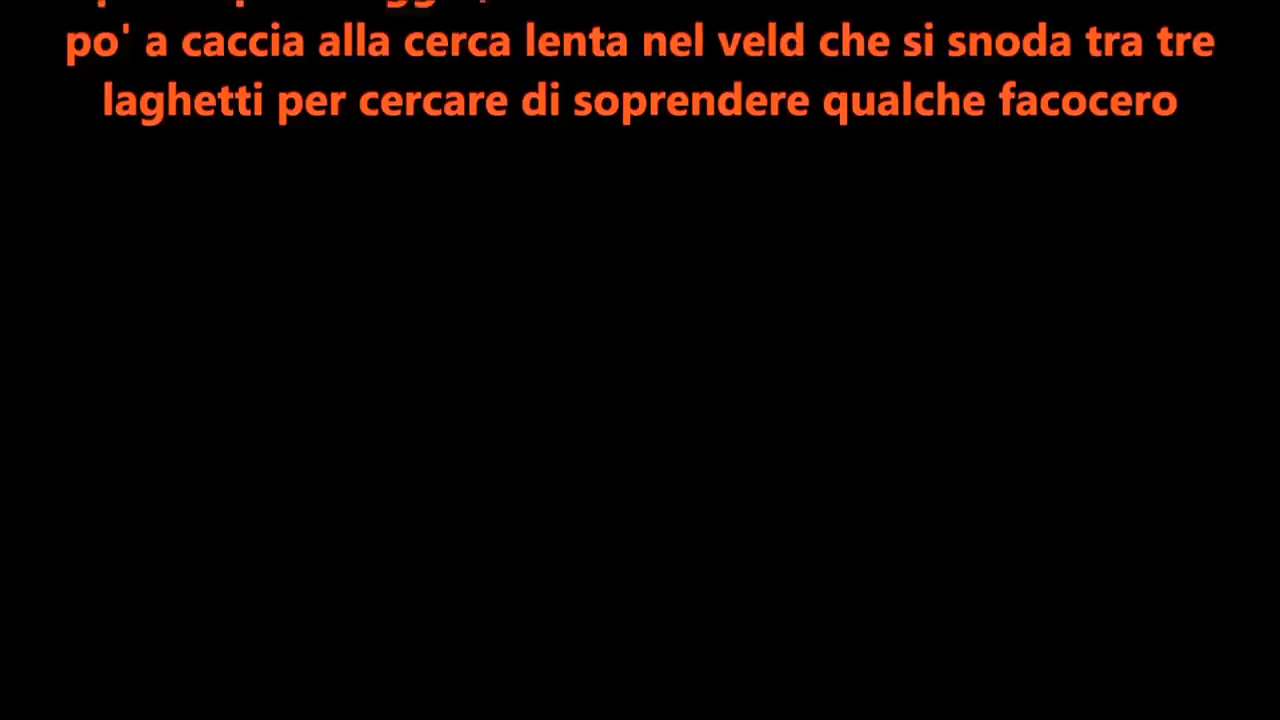 po' a caccia alla cerca lenta nel veld che si snoda tra tre
laghetti per cercare di soprendere qualche facocero